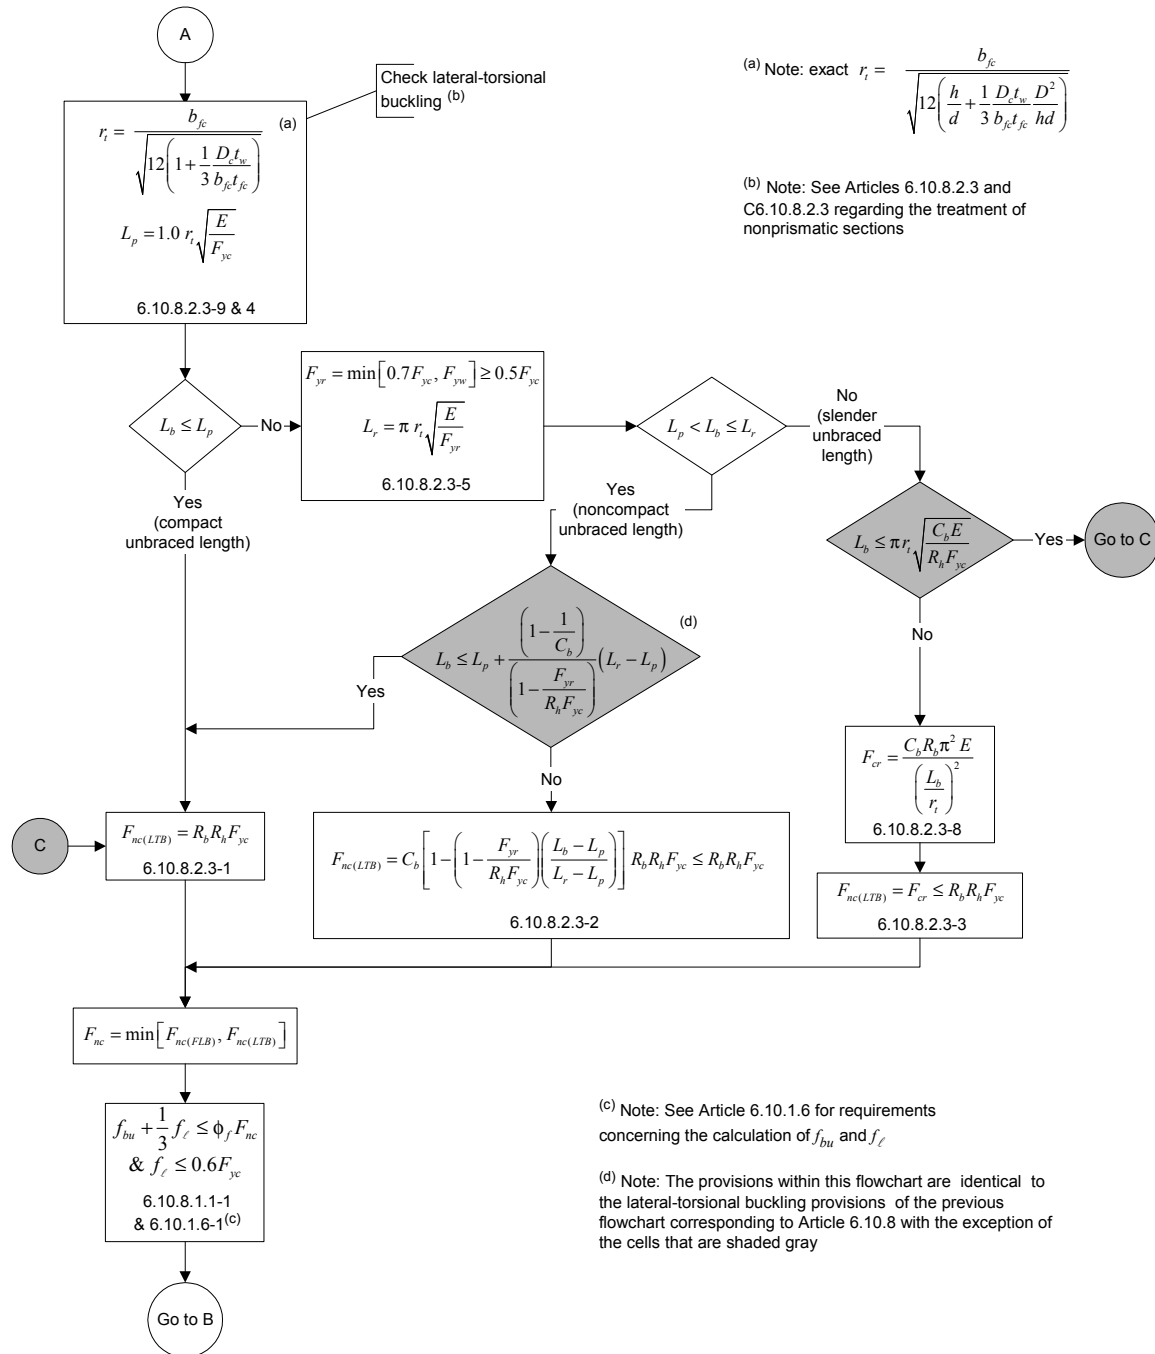 A
Check lateral-torsional
buckling (b)
(a) Note: exact r_t = b_fc / √(12(h/d + 1/3 D_c t_w / b_fc t_fc D² / hd))
(b) Note: See Articles 6.10.8.2.3 and
C6.10.8.2.3 regarding the treatment of
nonprismatic sections
r_t = b_fc / √(12(1 + 1/3 D_c t_w / b_fc t_fc)) (a)
L_p = 1.0 r_t √(E / F_yc)
6.10.8.2.3-9 & 4
L_b ≤ L_p
No
F_yr = min[0.7F_yc, F_yw] ≥ 0.5F_yc
L_r = π r_t √(E / F_yr)
6.10.8.2.3-5
L_p < L_b ≤ L_r
No
(slender
unbraced
length)
Yes
(compact
unbraced length)
Yes
(noncompact
unbraced length)
L_b ≤ π r_t √(C_b E / R_h F_yc)
Yes
Go to C
No
(d)
L_b ≤ L_p + (1 − 1/C_b) / (1 − F_yr / R_h F_yc) (L_r − L_p)
Yes
No
F_cr = C_b R_b π² E / (L_b / r_t)²
6.10.8.2.3-8
C
F_nc(LTB) = R_b R_h F_yc
6.10.8.2.3-1
F_nc(LTB) = C_b [1 − (1 − F_yr / R_h F_yc)(L_b − L_p / L_r − L_p)] R_b R_h F_yc ≤ R_b R_h F_yc
6.10.8.2.3-2
F_nc(LTB) = F_cr ≤ R_b R_h F_yc
6.10.8.2.3-3
F_nc = min[F_nc(FLB), F_nc(LTB)]
f_bu + 1/3 f_ℓ ≤ ϕ_f F_nc
& f_ℓ ≤ 0.6F_yc
6.10.8.1.1-1
& 6.10.1.6-1(c)
Go to B
(c) Note: See Article 6.10.1.6 for requirements
concerning the calculation of f_bu and f_ℓ
(d) Note: The provisions within this flowchart are identical to
the lateral-torsional buckling provisions of the previous
flowchart corresponding to Article 6.10.8 with the exception of
the cells that are shaded gray